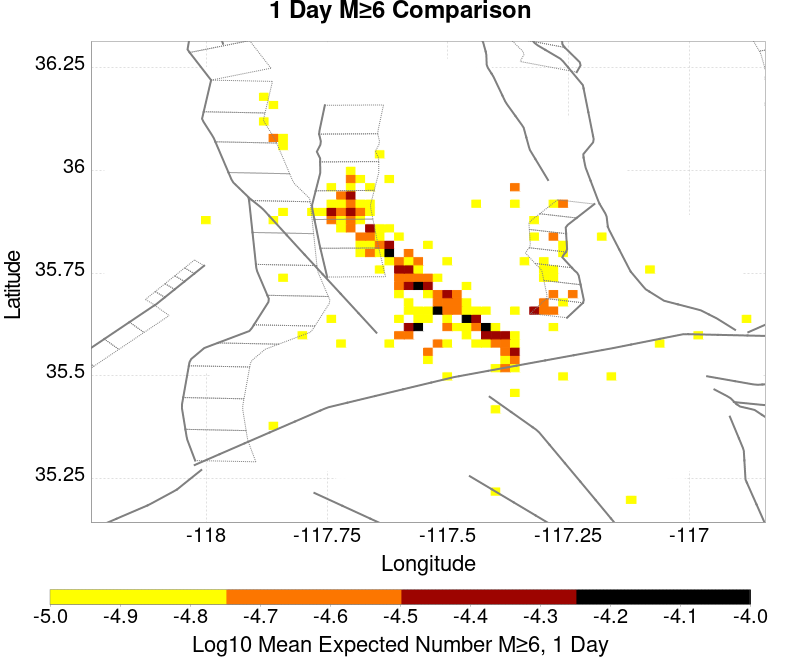 1 Day M≥6 Comparison
36.25
36
35.75
35.5
35.25
Latitude
-118 -117.75 -117.5 -117.25 -117
Longitude
-5.0 -4.9 -4.8 -4.7 -4.6 -4.5 -4.4 -4.3 -4.2 -4.1 -4.0
Log10 Mean Expected Number M≥6, 1 Day